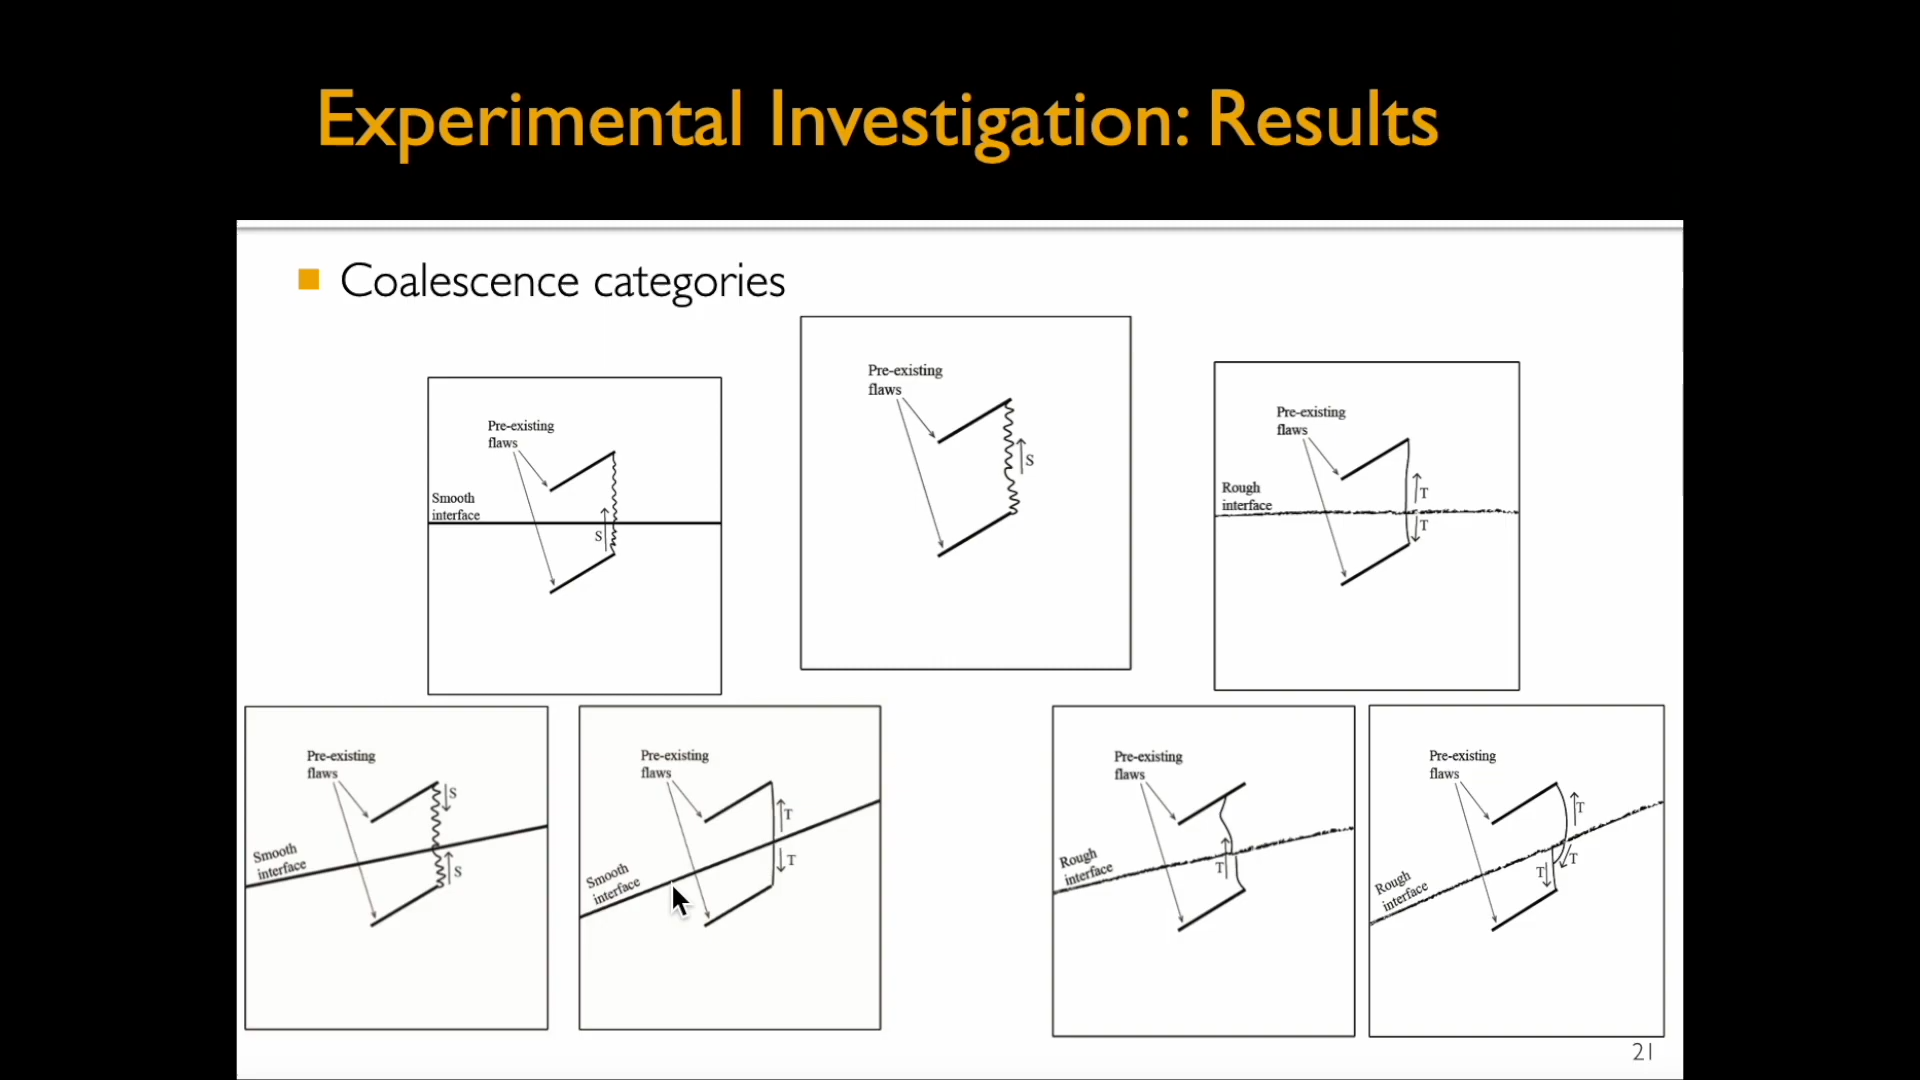 Experimental Investigation: Results
Coalescence categories
Pre-existing
flaws
Smooth
interface
S
Pre-existing
flaws
S
Pre-existing
flaws
Rough
interface
T
T
Pre-existing
flaws
S
Smooth
interface
S
Pre-existing
flaws
T
T
Smooth
interface
Pre-existing
flaws
Rough
interface
T
Pre-existing
flaws
T
T
T
Rough
interface
21